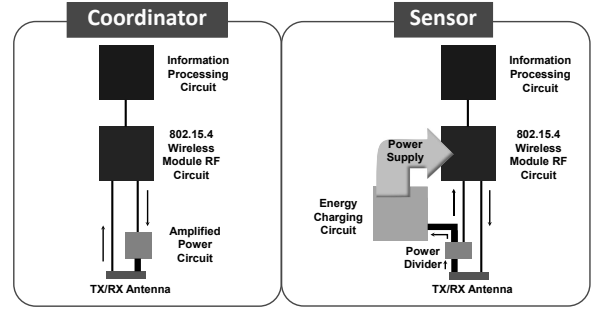 Coordinator
Information
Processing
Circuit
802.15.4
Wireless
Module RF
Circuit
Amplified
Power
Circuit
TX/RX Antenna
Sensor
Information
Processing
Circuit
802.15.4
Wireless
Module RF
Circuit
Power
Supply
Energy
Charging
Circuit
Power
Divider
TX/RX Antenna